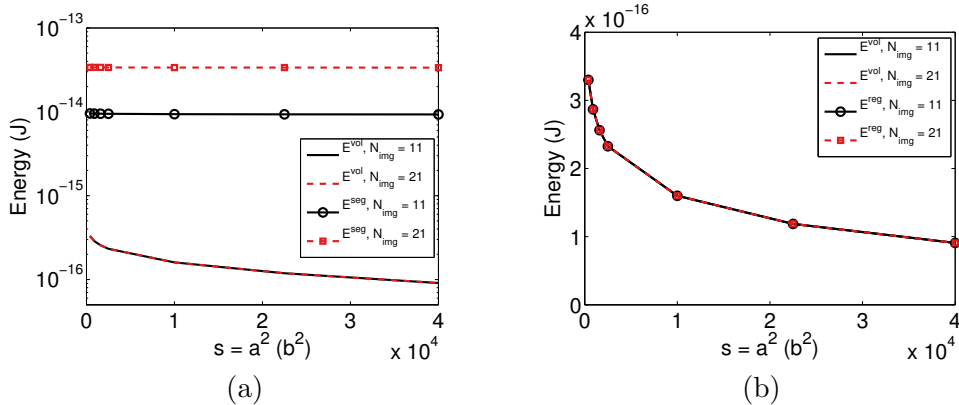 10^-13
10^-14
10^-15
10^-16
Energy (J)
E^vol, N_img = 11
E^vol, N_img = 21
E^seg, N_img = 11
E^seg, N_img = 21
0 1 2 3 4
x 10^4
s = a^2 (b^2)
(a)
x 10^-16
4
3
2
1
0
Energy (J)
E^vol, N_img = 11
E^vol, N_img = 21
E^reg, N_img = 11
E^reg, N_img = 21
0 1 2 3 4
x 10^4
s = a^2 (b^2)
(b)